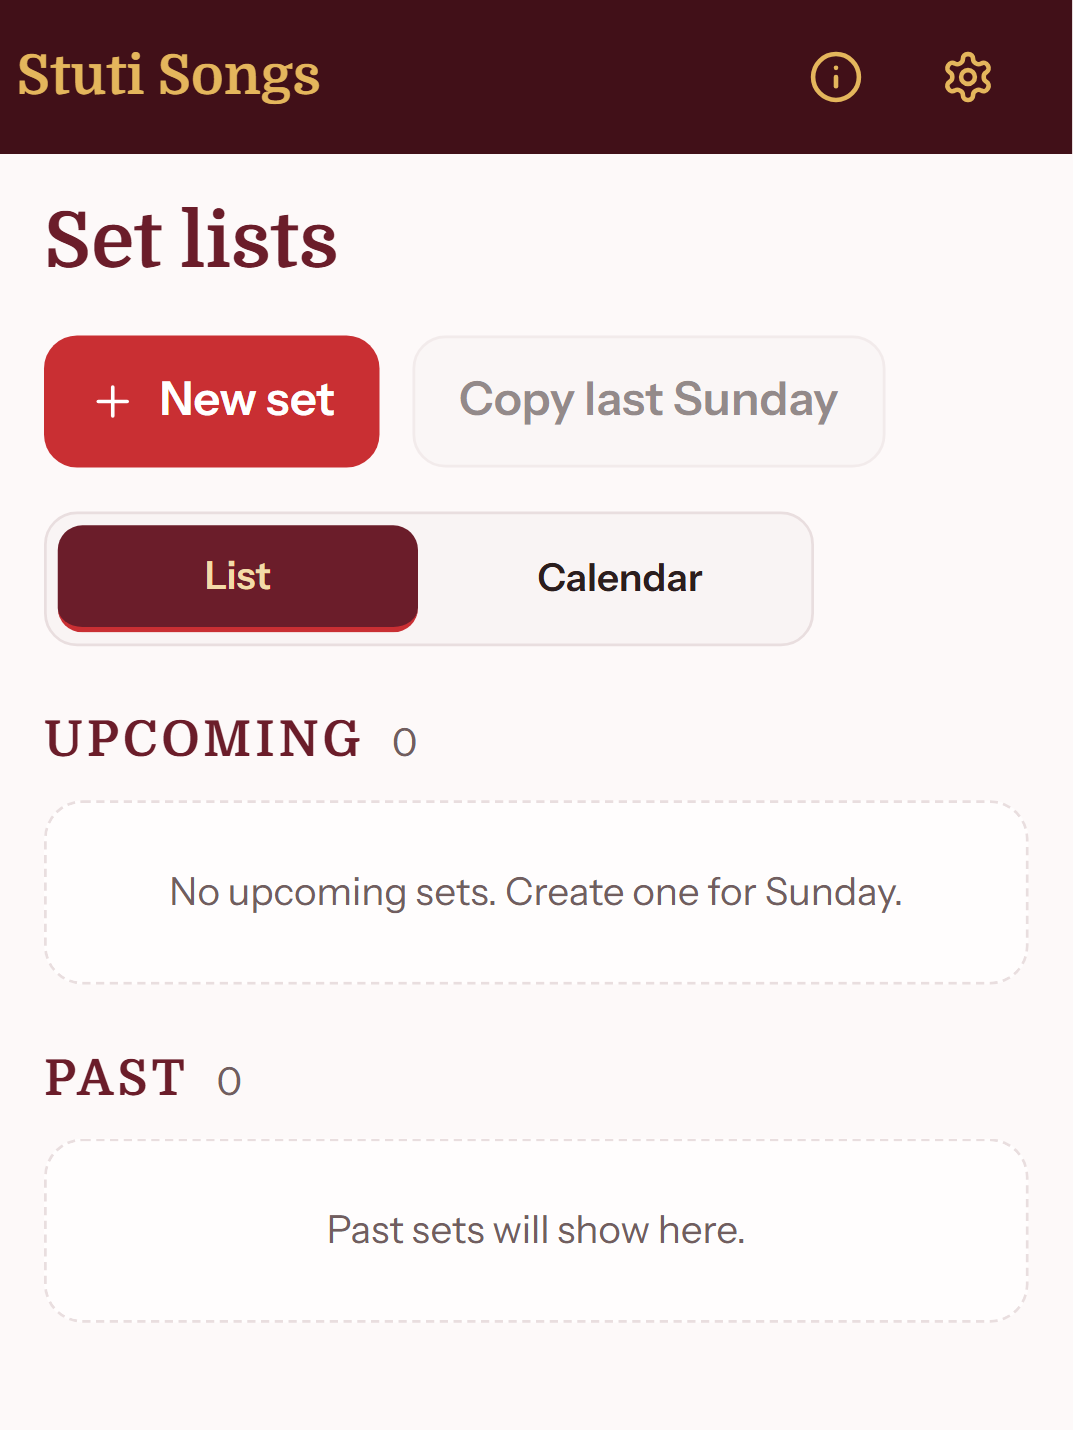 Stuti Songs
Set lists
+ New set
Copy last Sunday
List
Calendar
UPCOMING 0
No upcoming sets. Create one for Sunday.
PAST 0
Past sets will show here.